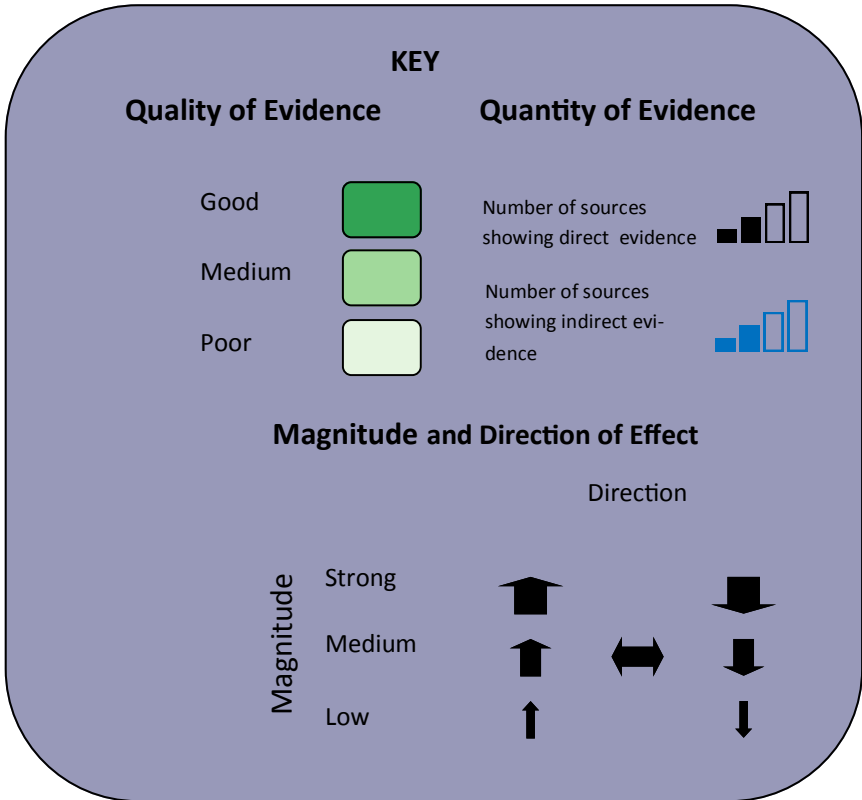 KEY
Quality of Evidence
Quantity of Evidence
Good
Medium
Poor
Number of sources
showing direct evidence
Number of sources
showing indirect evi-
dence
Magnitude and Direction of Effect
Direction
Magnitude
Strong
Medium
Low